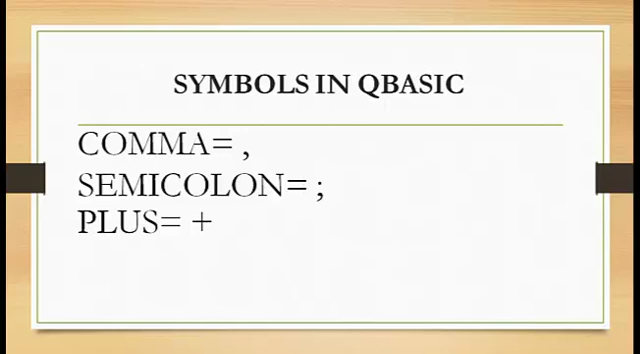 SYMBOLS IN QBASIC
COMMA= ,
SEMICOLON= ;
PLUS= +